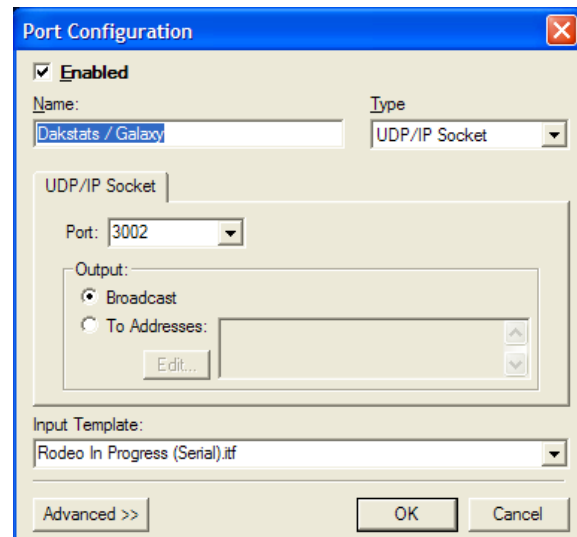 Port Configuration
Enabled
Name:
Type
Dakstats / Galaxy
UDP/IP Socket
UDP/IP Socket
Port:
3002
Output:
Broadcast
To Addresses:
Edit...
Input Template:
Rodeo In Progress (Serial).itf
Advanced >>
OK
Cancel